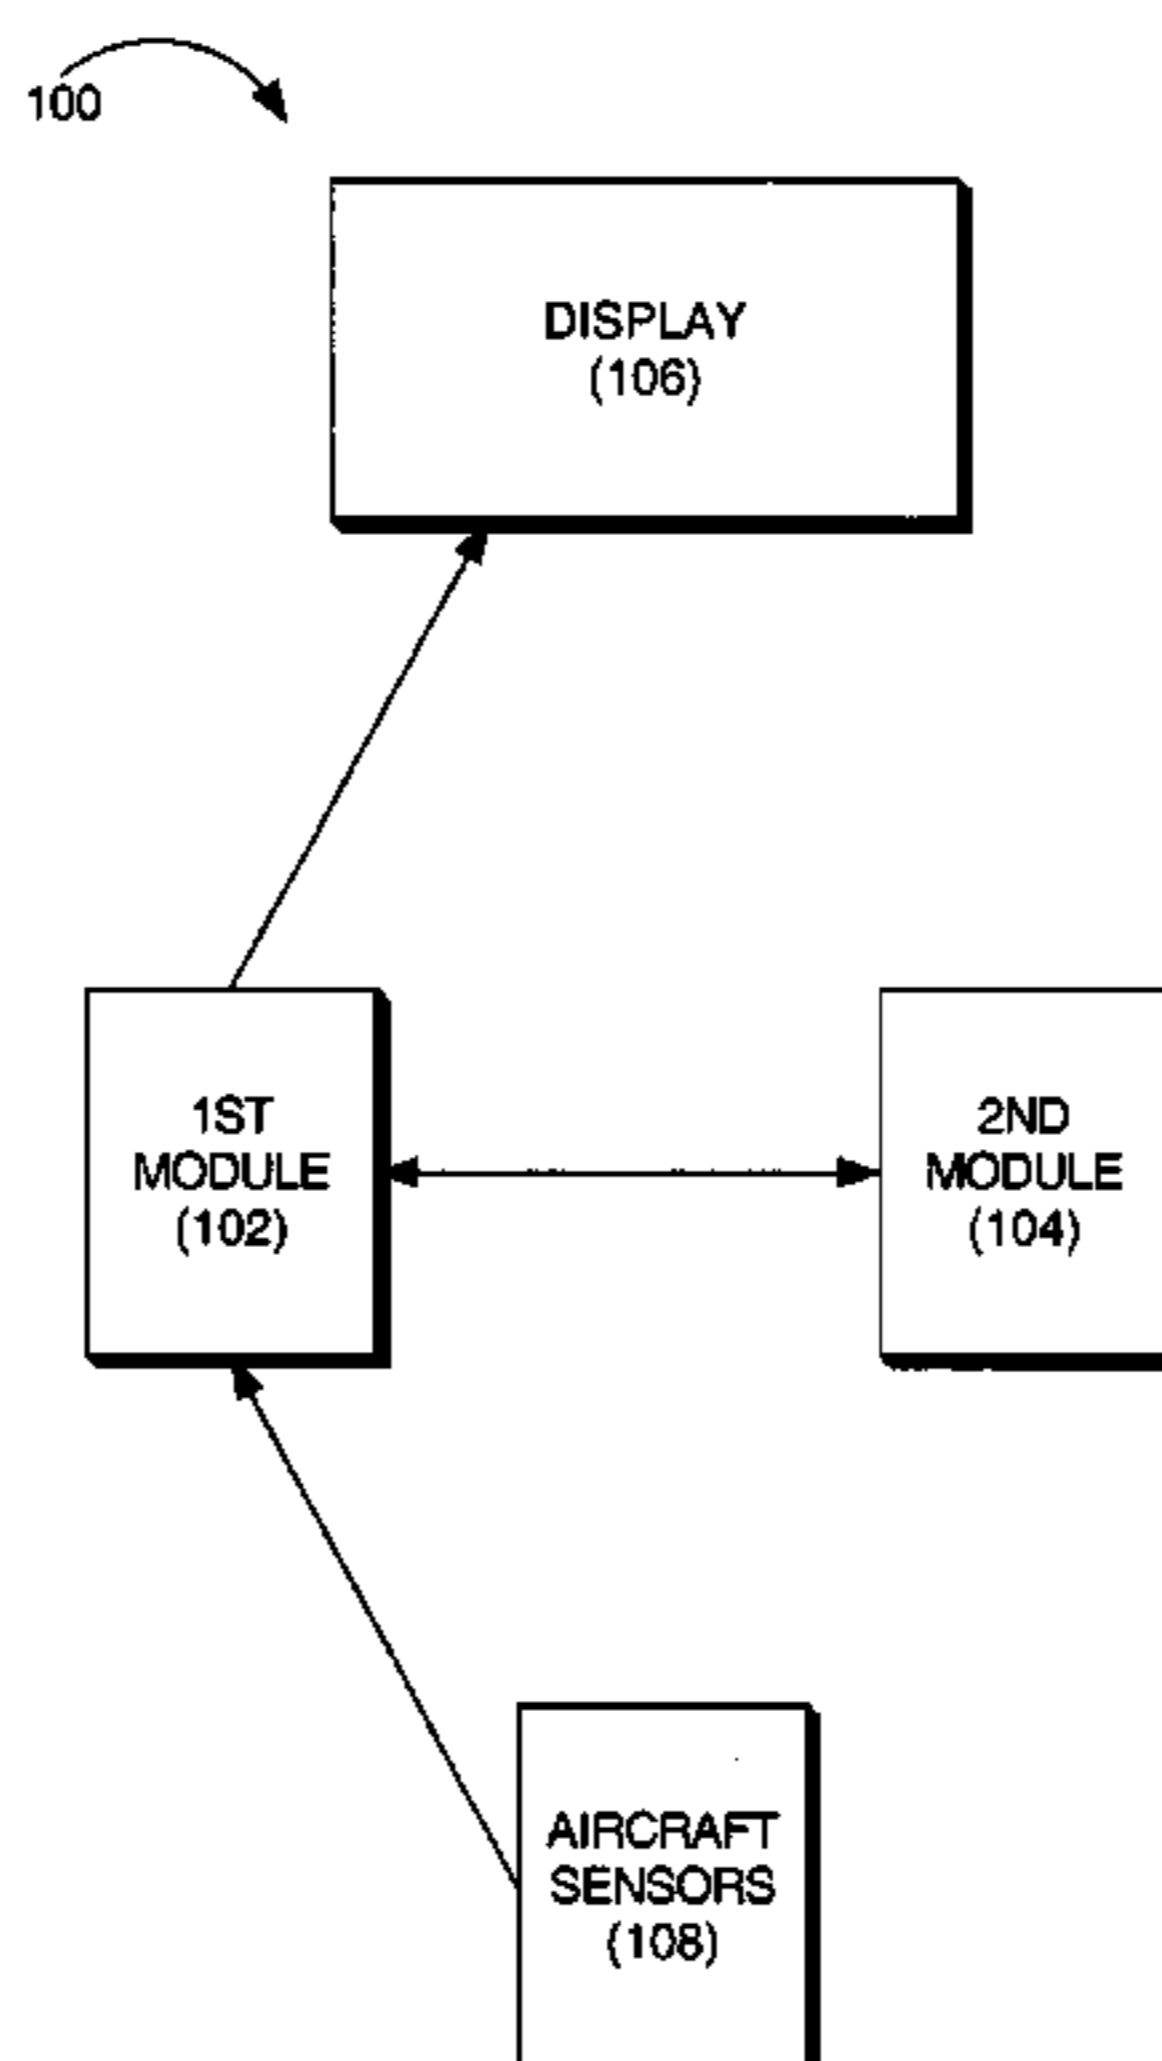 100
DISPLAY
(106)
1ST
MODULE
(102)
2ND
MODULE
(104)
AIRCRAFT
SENSORS
(108)